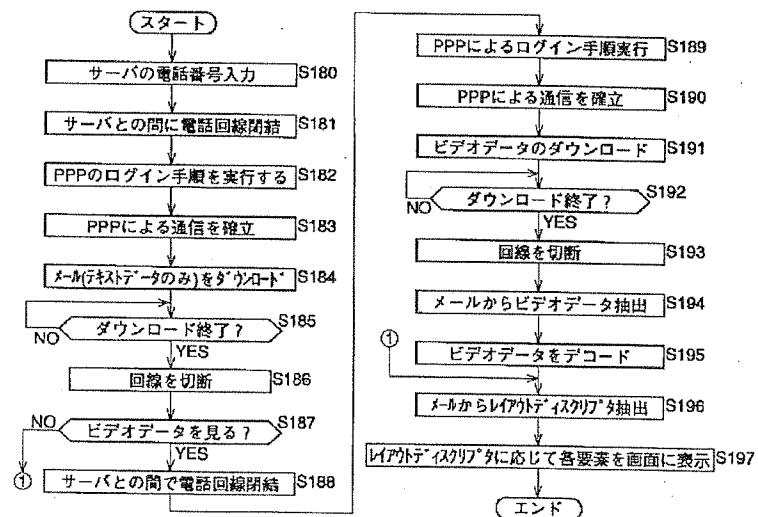 スタート
サーバの電話番号入力 S180
サーバとの間に電話回線閉結 S181
PPPのログイン手順を実行する S182
PPPによる通信を確立 S183
メール(テキストデータのみ)をダウンロード S184
ダウンロード終了? S185
NO
YES
回線を切断 S186
ビデオデータを見る? S187
NO
YES
①
サーバとの間で電話回線閉結 S188
PPPによるログイン手順実行 S189
PPPによる通信を確立 S190
ビデオデータのダウンロード S191
ダウンロード終了? S192
NO
YES
回線を切断 S193
メールからビデオデータ抽出 S194
①
ビデオデータをデコード S195
メールからレイアウトディスクリプタ抽出 S196
レイアウトディスクリプタに応じて各要素を画面に表示 S197
エンド